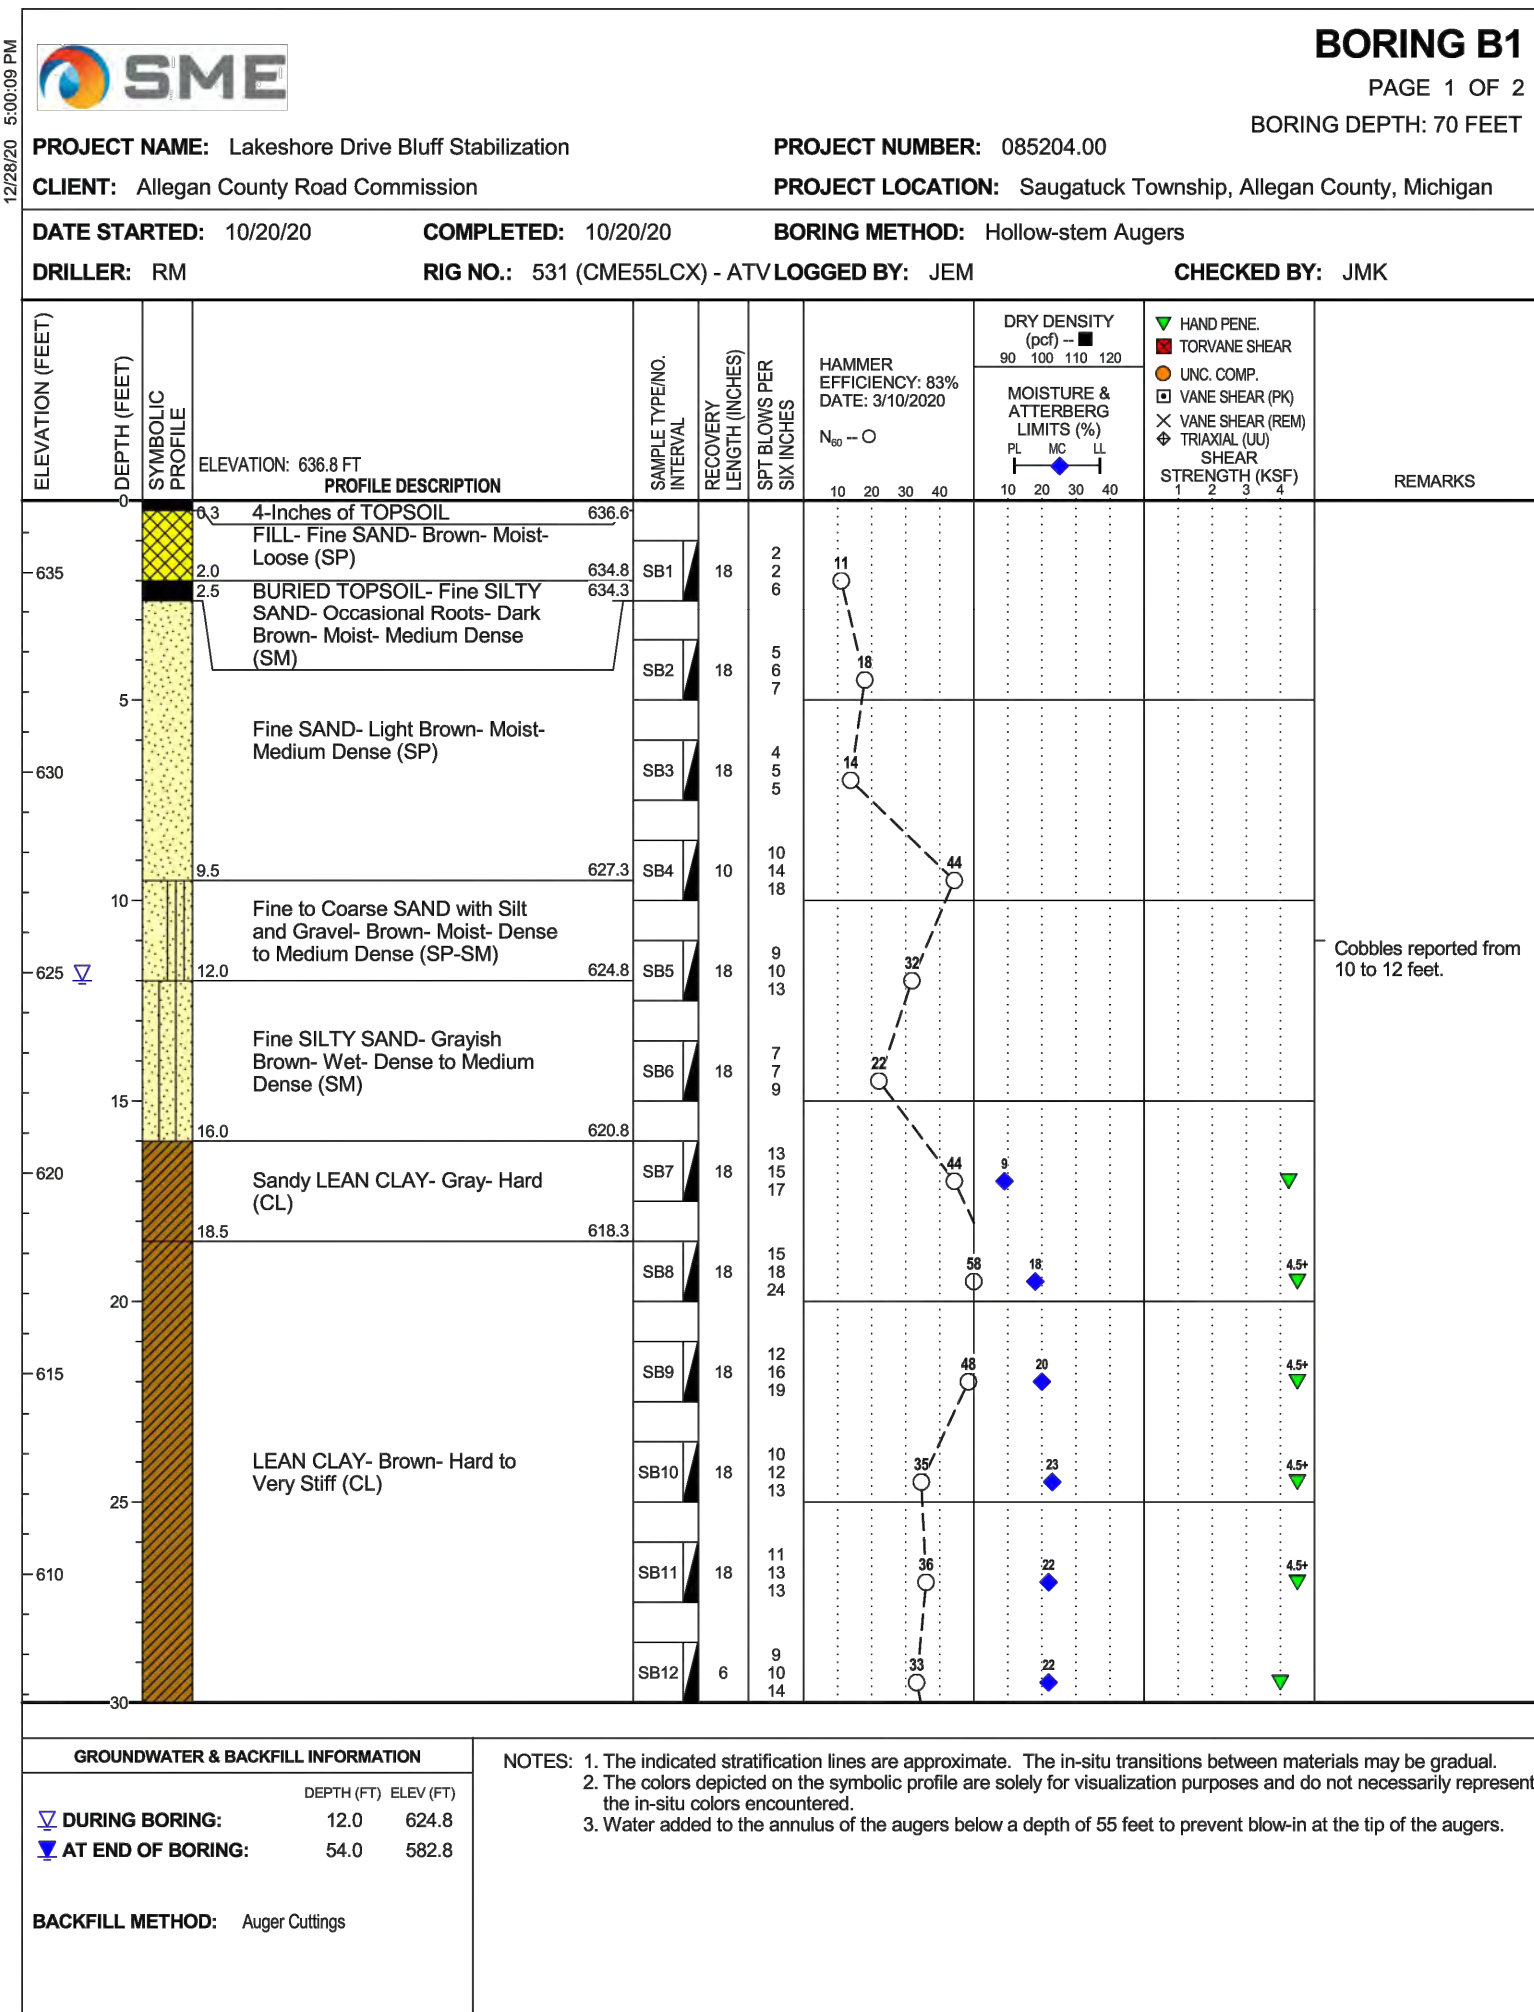 12/28/20 5:00:09 PM
SME
BORING B1
PAGE 1 OF 2
BORING DEPTH: 70 FEET
PROJECT NAME: Lakeshore Drive Bluff Stabilization
PROJECT NUMBER: 085204.00
CLIENT: Allegan County Road Commission
PROJECT LOCATION: Saugatuck Township, Allegan County, Michigan
DATE STARTED: 10/20/20
COMPLETED: 10/20/20
BORING METHOD: Hollow-stem Augers
DRILLER: RM
RIG NO.: 531 (CME55LCX) - ATV
LOGGED BY: JEM
CHECKED BY: JMK
ELEVATION (FEET)
DEPTH (FEET)
SYMBOLIC
PROFILE
ELEVATION: 636.8 FT
PROFILE DESCRIPTION
SAMPLE TYPE/NO.
INTERVAL
RECOVERY
LENGTH (INCHES)
SPT BLOWS PER
SIX INCHES
HAMMER
EFFICIENCY: 83%
DATE: 3/10/2020
N60 -- O
10 20 30 40
DRY DENSITY
(pcf) -- ■
90 100 110 120
MOISTURE &
ATTERBERG
LIMITS (%)
PL MC LL
10 20 30 40
HAND PENE.
TORVANE SHEAR
UNC. COMP.
VANE SHEAR (PK)
VANE SHEAR (REM)
TRIAXIAL (UU)
SHEAR
STRENGTH (KSF)
1 2 3 4
REMARKS
0
0.3 4-Inches of TOPSOIL 636.6
FILL- Fine SAND- Brown- Moist-
Loose (SP)
2.0 634.8
635
SB1 18
2
2
6
11
2.5 BURIED TOPSOIL- Fine SILTY 634.3
SAND- Occasional Roots- Dark
Brown- Moist- Medium Dense
(SM)
SB2 18
5
6
7
18
5
Fine SAND- Light Brown- Moist-
Medium Dense (SP)
630
SB3 18
4
5
5
14
9.5 627.3
SB4 10
10
14
18
44
10
Fine to Coarse SAND with Silt
and Gravel- Brown- Moist- Dense
to Medium Dense (SP-SM)
Cobbles reported from
10 to 12 feet.
625
12.0 624.8
SB5 18
9
10
13
32
Fine SILTY SAND- Grayish
Brown- Wet- Dense to Medium
Dense (SM)
SB6 18
7
7
9
22
15
16.0 620.8
620
Sandy LEAN CLAY- Gray- Hard
(CL)
SB7 18
13
15
17
44
9
18.5 618.3
SB8 18
15
18
24
58
18
4.5+
20
615
SB9 18
12
16
19
48
20
4.5+
LEAN CLAY- Brown- Hard to
Very Stiff (CL)
SB10 18
10
12
13
35
23
4.5+
25
610
SB11 18
11
13
13
36
22
4.5+
SB12 6
9
10
14
33
22
30
GROUNDWATER & BACKFILL INFORMATION
DEPTH (FT) ELEV (FT)
DURING BORING: 12.0 624.8
AT END OF BORING: 54.0 582.8
BACKFILL METHOD: Auger Cuttings
NOTES: 1. The indicated stratification lines are approximate. The in-situ transitions between materials may be gradual.
2. The colors depicted on the symbolic profile are solely for visualization purposes and do not necessarily represent
the in-situ colors encountered.
3. Water added to the annulus of the augers below a depth of 55 feet to prevent blow-in at the tip of the augers.